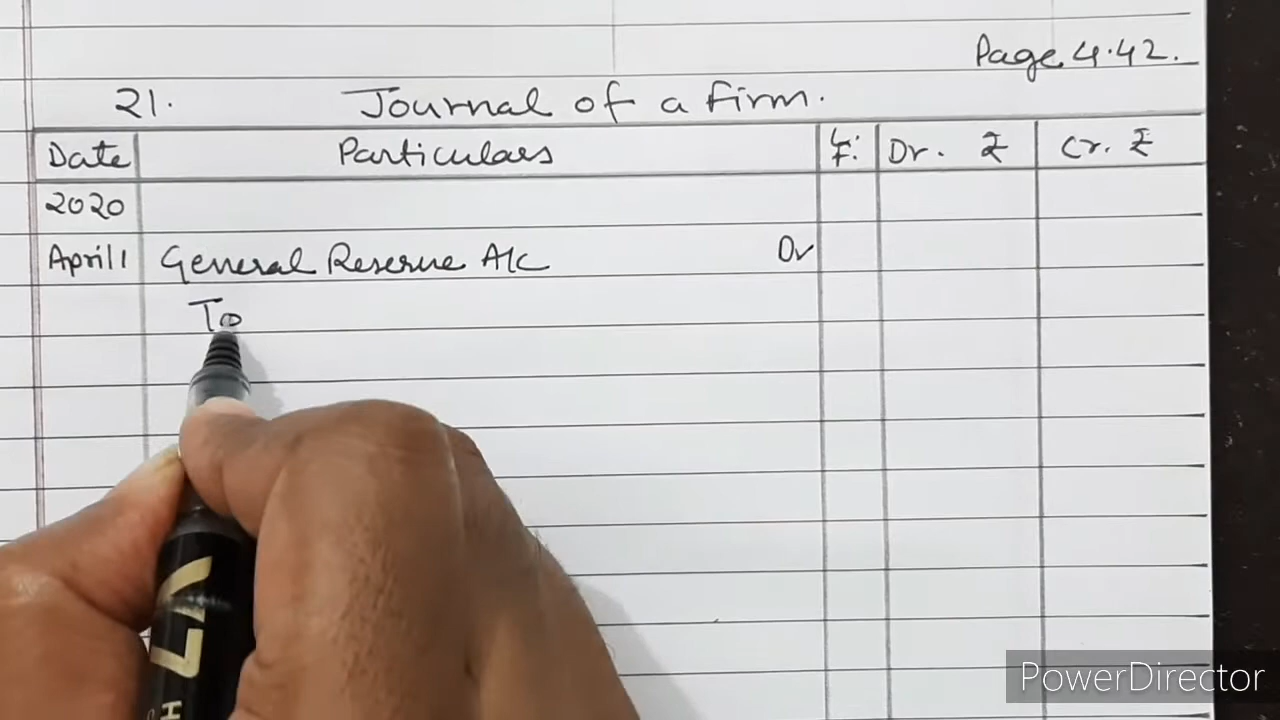 Page 4.42.
21. Journal of a firm.
Date Particulars L.F. Dr. ₹ Cr. ₹
2020
April 1 General Reserve A/c Dr
To
V7
H
PowerDirector